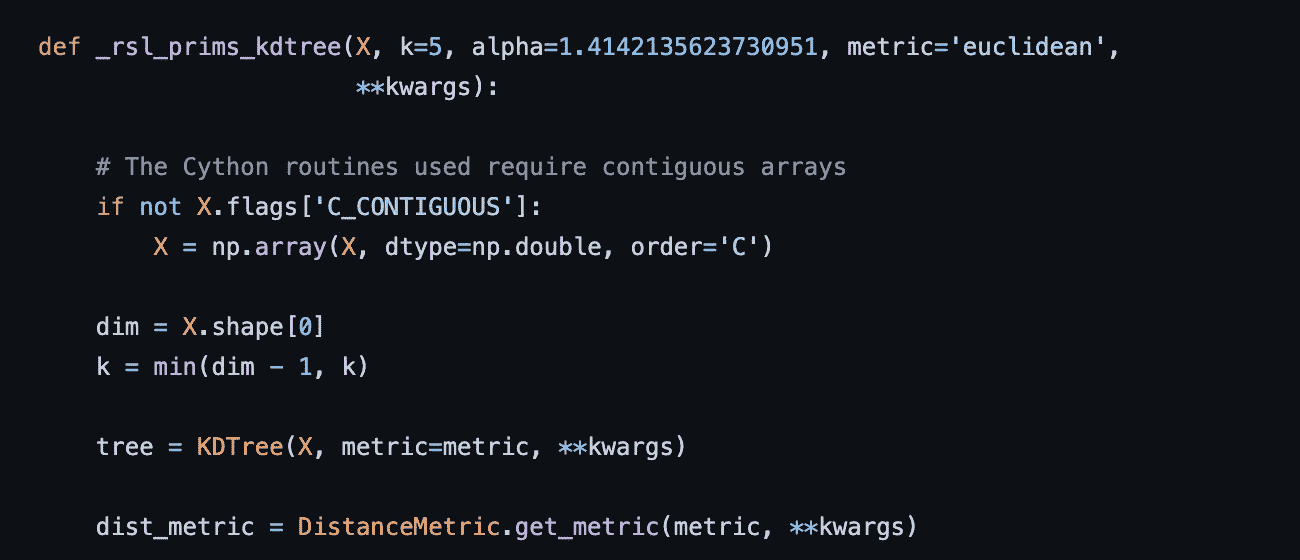 def _rsl_prims_kdtree(X, k=5, alpha=1.4142135623730951, metric='euclidean',
                      **kwargs):

    # The Cython routines used require contiguous arrays
    if not X.flags['C_CONTIGUOUS']:
        X = np.array(X, dtype=np.double, order='C')

    dim = X.shape[0]
    k = min(dim - 1, k)

    tree = KDTree(X, metric=metric, **kwargs)

    dist_metric = DistanceMetric.get_metric(metric, **kwargs)